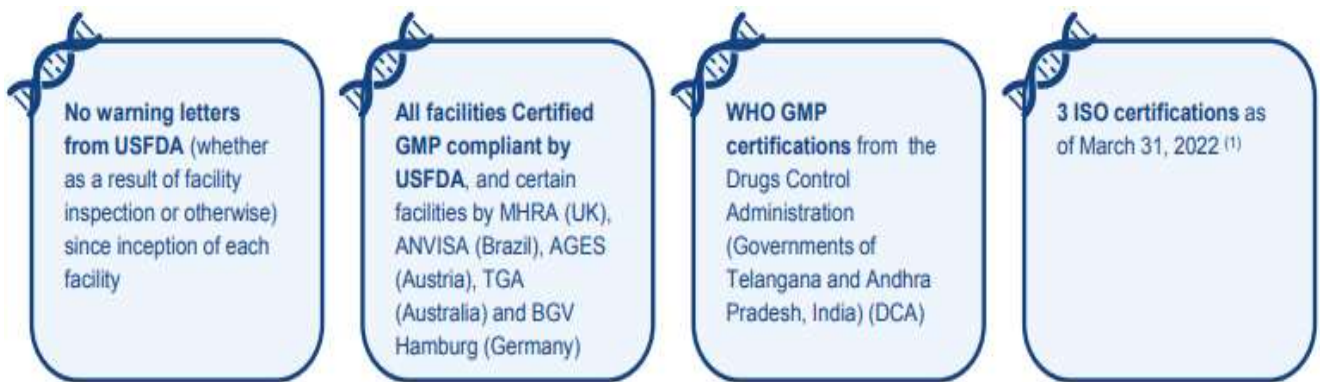 No warning letters
from USFDA (whether
as a result of facility
inspection or otherwise)
since inception of each
facility
All facilities Certified
GMP compliant by
USFDA, and certain
facilities by MHRA (UK),
ANVISA (Brazil), AGES
(Austria), TGA
(Australia) and BGV
Hamburg (Germany)
WHO GMP
certifications from the
Drugs Control
Administration
(Governments of
Telangana and Andhra
Pradesh, India) (DCA)
3 ISO certifications as
of March 31, 2022 (1)